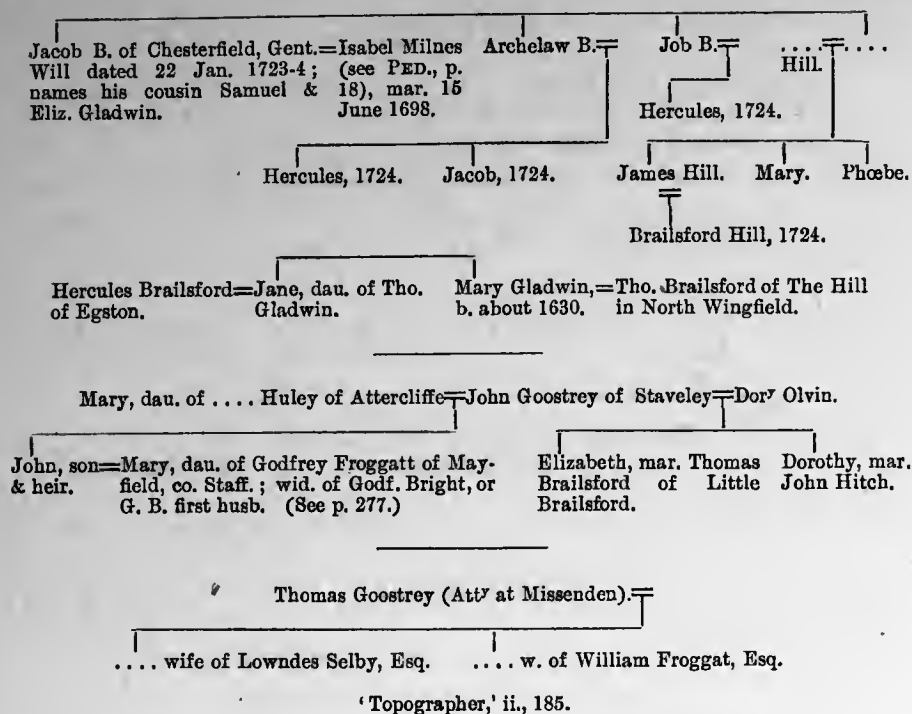 Jacob B. of Chesterfield, Gent.=Isabel Milnes Archelaw B.= Job B.= ....=....
Will dated 22 Jan. 1723-4; (see PED., p. Hill.
names his cousin Samuel & 18), mar. 15
Eliz. Gladwin. June 1698.
Hercules, 1724.
Hercules, 1724. Jacob, 1724. James Hill. Mary. Phœbe.
=
Brailsford Hill, 1724.
Hercules Brailsford=Jane, dau. of Tho. Mary Gladwin,=Tho. Brailsford of The Hill
of Egston. Gladwin. b. about 1630. in North Wingfield.
Mary, dau. of .... Huley of Attercliffe=John Goostrey of Staveley=Dorʸ Olvin.
John, son=Mary, dau. of Godfrey Froggatt of May- Elizabeth, mar. Thomas Dorothy, mar.
& heir. field, co. Staff.; wid. of Godf. Bright, or Brailsford of Little John Hitch.
G. B. first husb. (See p. 277.) Brailsford.
Thomas Goostrey (Attʸ at Missenden).=
.... wife of Lowndes Selby, Esq. .... w. of William Froggat, Esq.
'Topographer,' ii., 185.